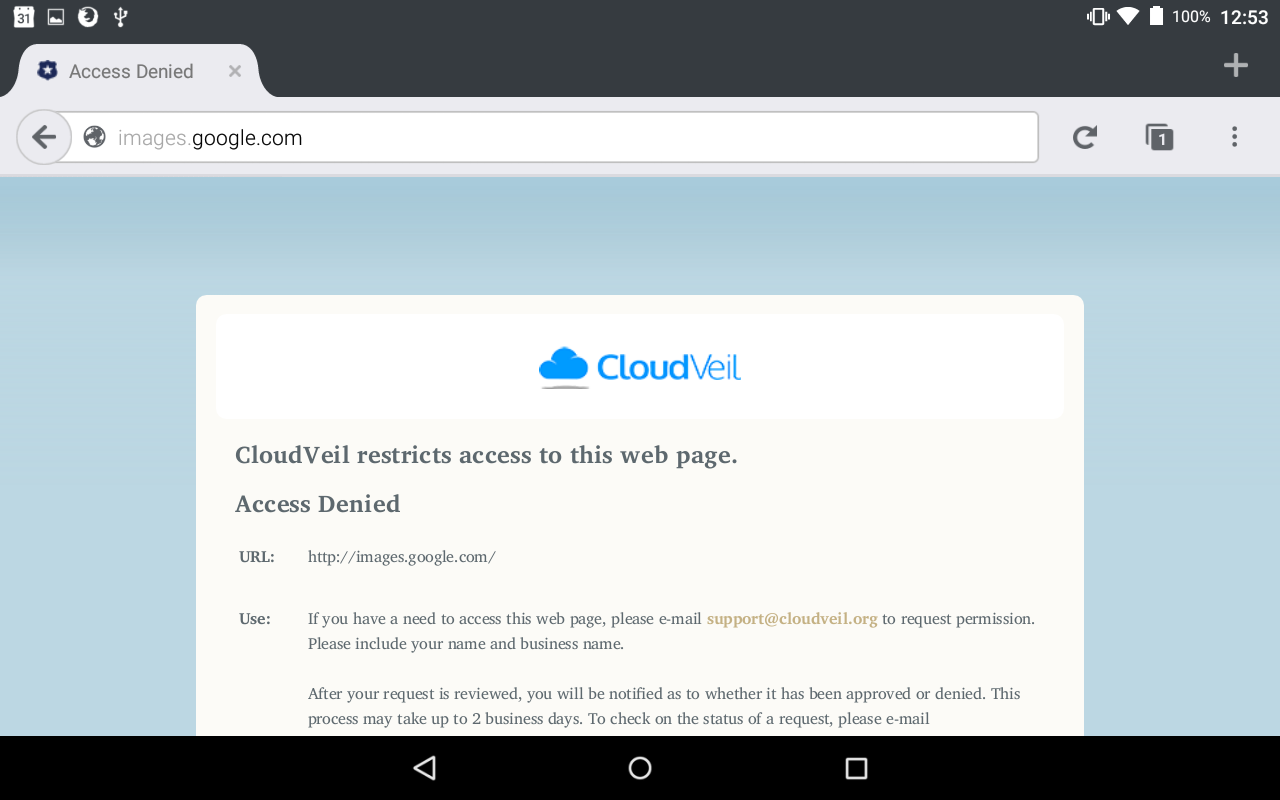 31 100% 12:53
Access Denied
images.google.com
1
CloudVeil
CloudVeil restricts access to this web page.
Access Denied
URL: http://images.google.com/
Use: If you have a need to access this web page, please e-mail support@cloudveil.org to request permission.
Please include your name and business name.
After your request is reviewed, you will be notified as to whether it has been approved or denied. This
process may take up to 2 business days. To check on the status of a request, please e-mail